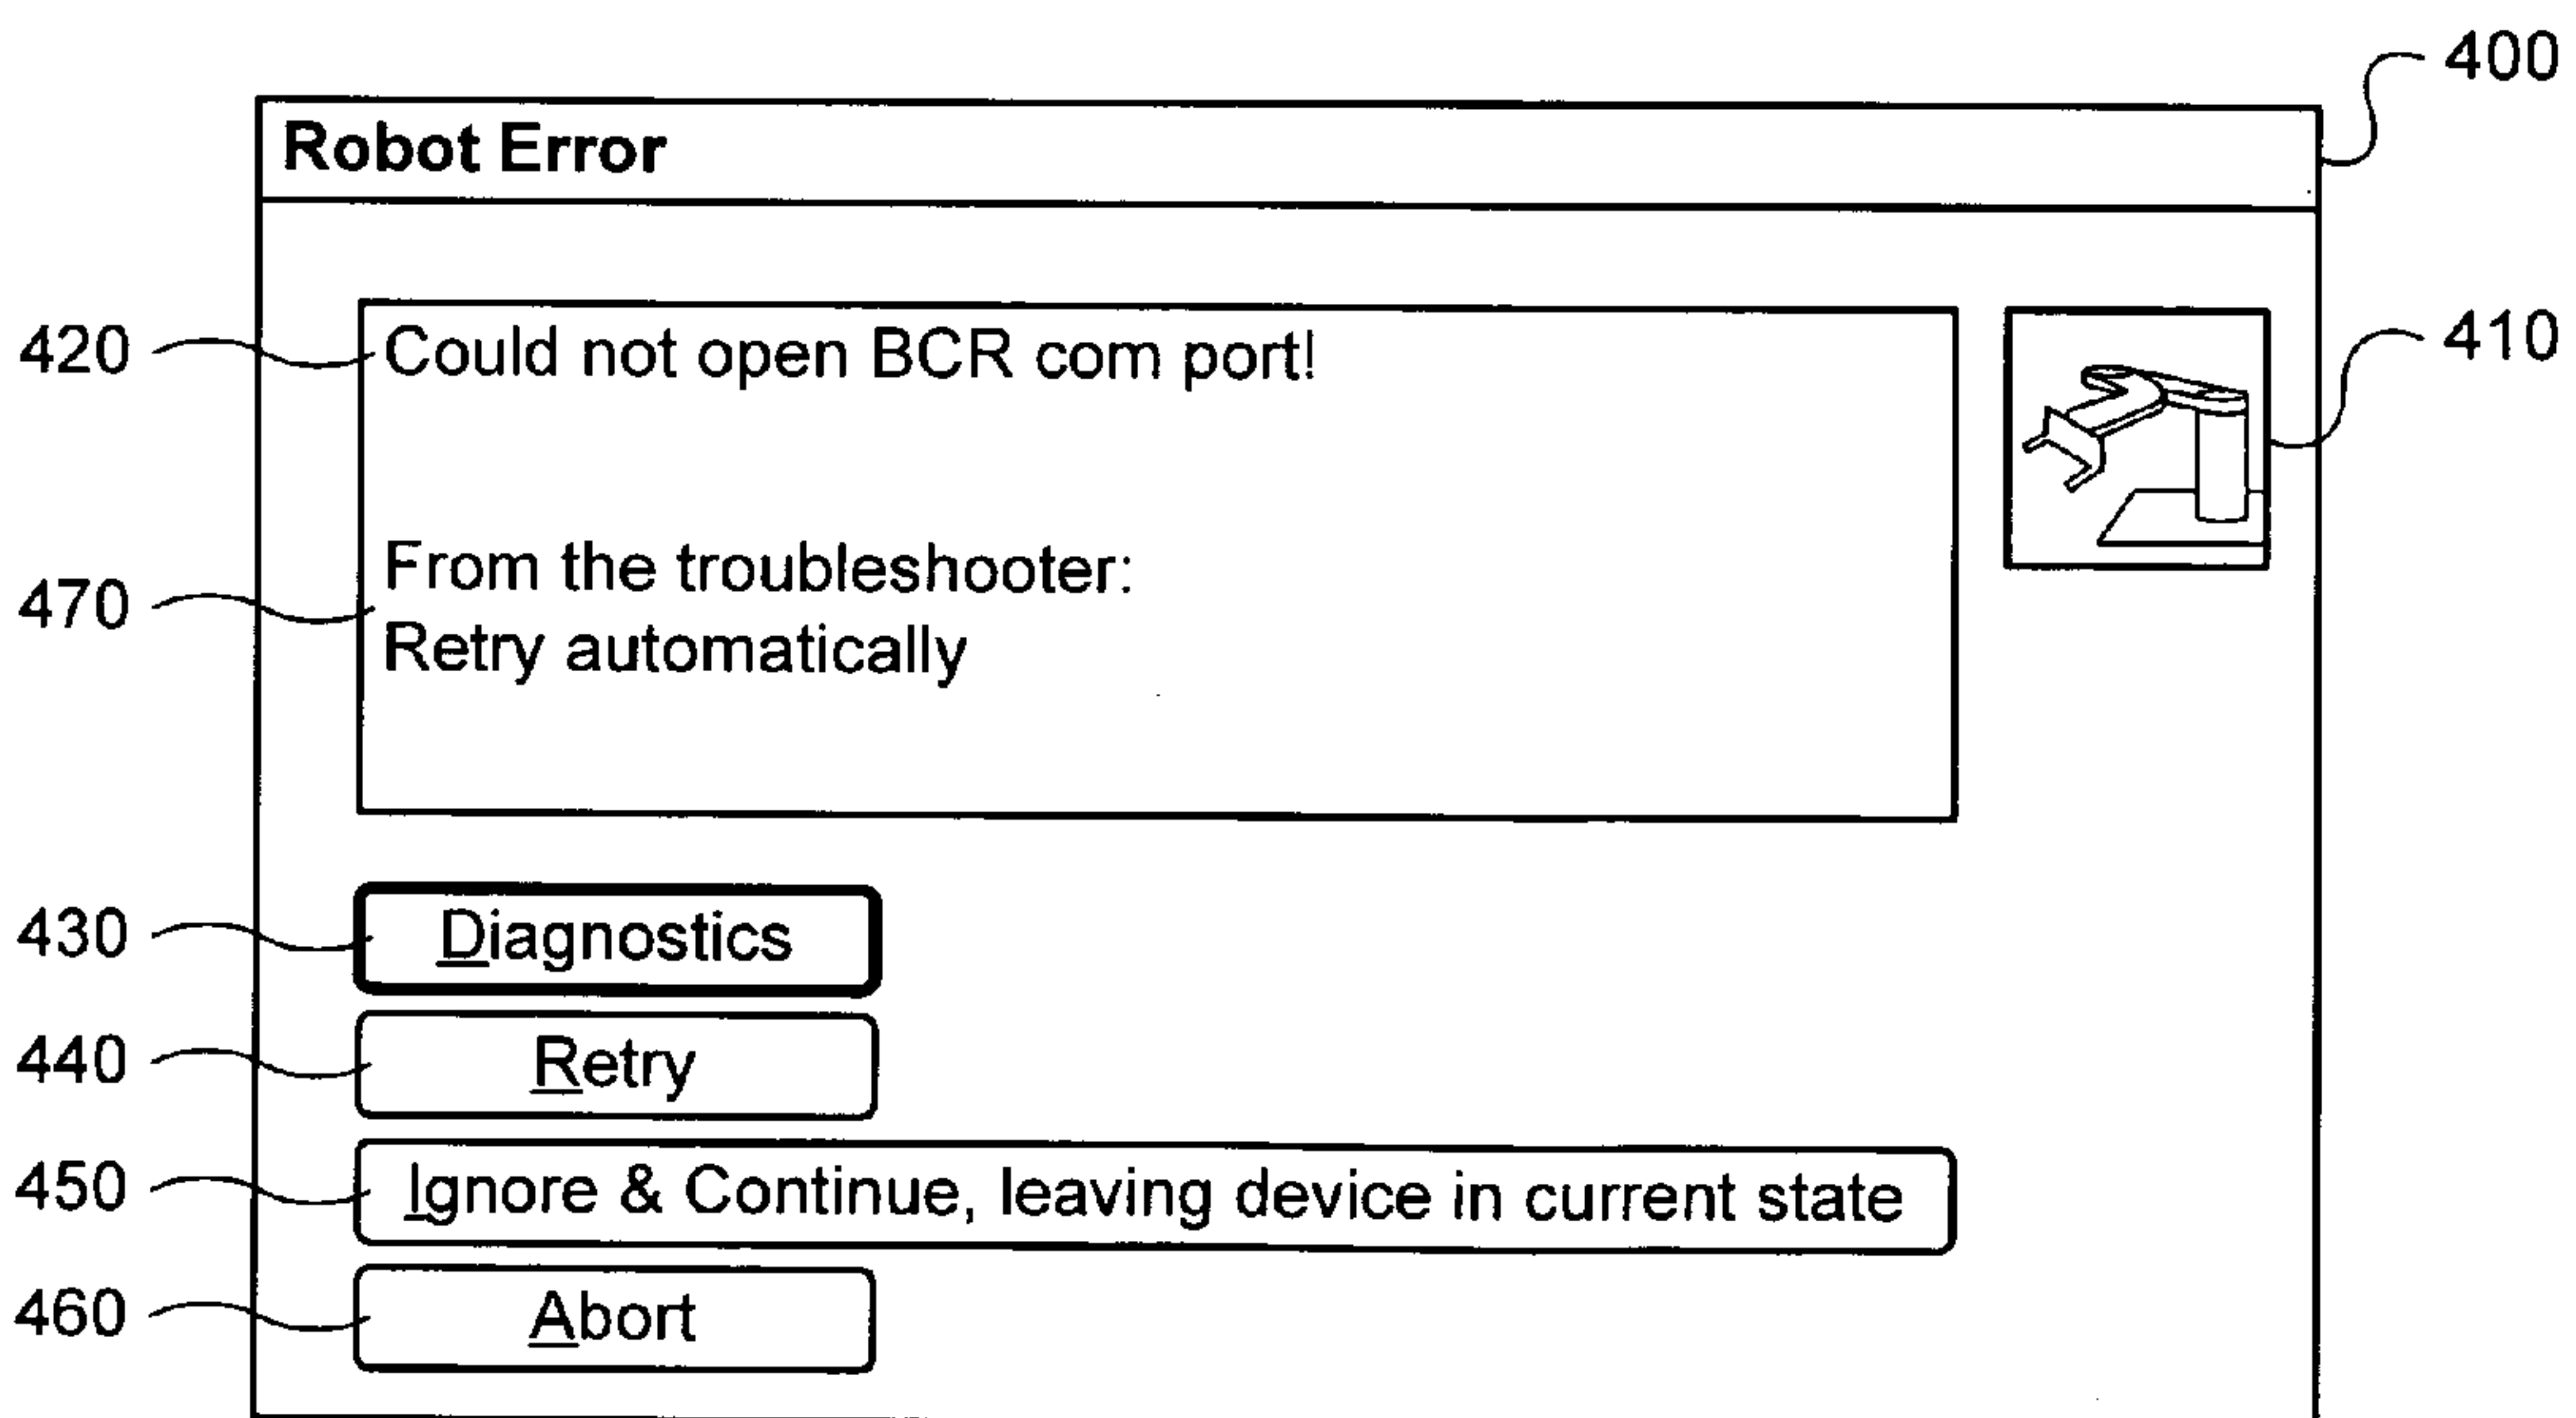 400
Robot Error
420 Could not open BCR com port!
410
From the troubleshooter:
470
Retry automatically
430 Diagnostics
440 Retry
450 Ignore & Continue, leaving device in current state
460 Abort